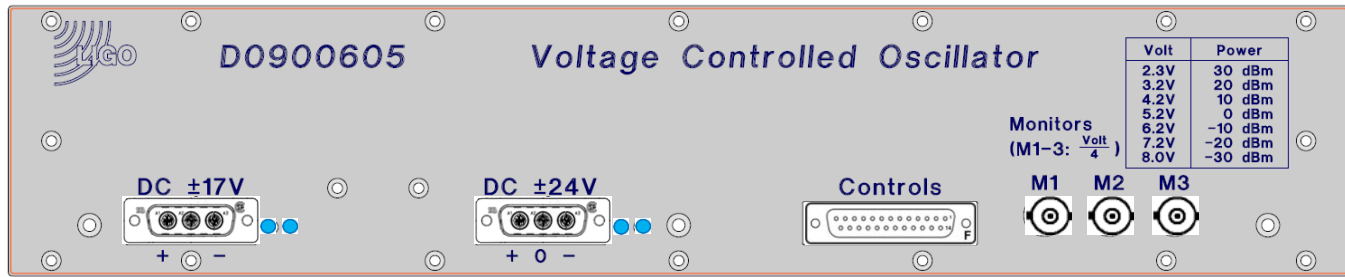 LIGO
D0900605
Voltage Controlled Oscillator
Volt Power
2.3V 30 dBm
3.2V 20 dBm
4.2V 10 dBm
5.2V 0 dBm
6.2V -10 dBm
7.2V -20 dBm
8.0V -30 dBm
Monitors
(M1-3: Volt/4)
DC ±17V
+ -
DC ±24V
+ 0 -
Controls
F
M1
M2
M3